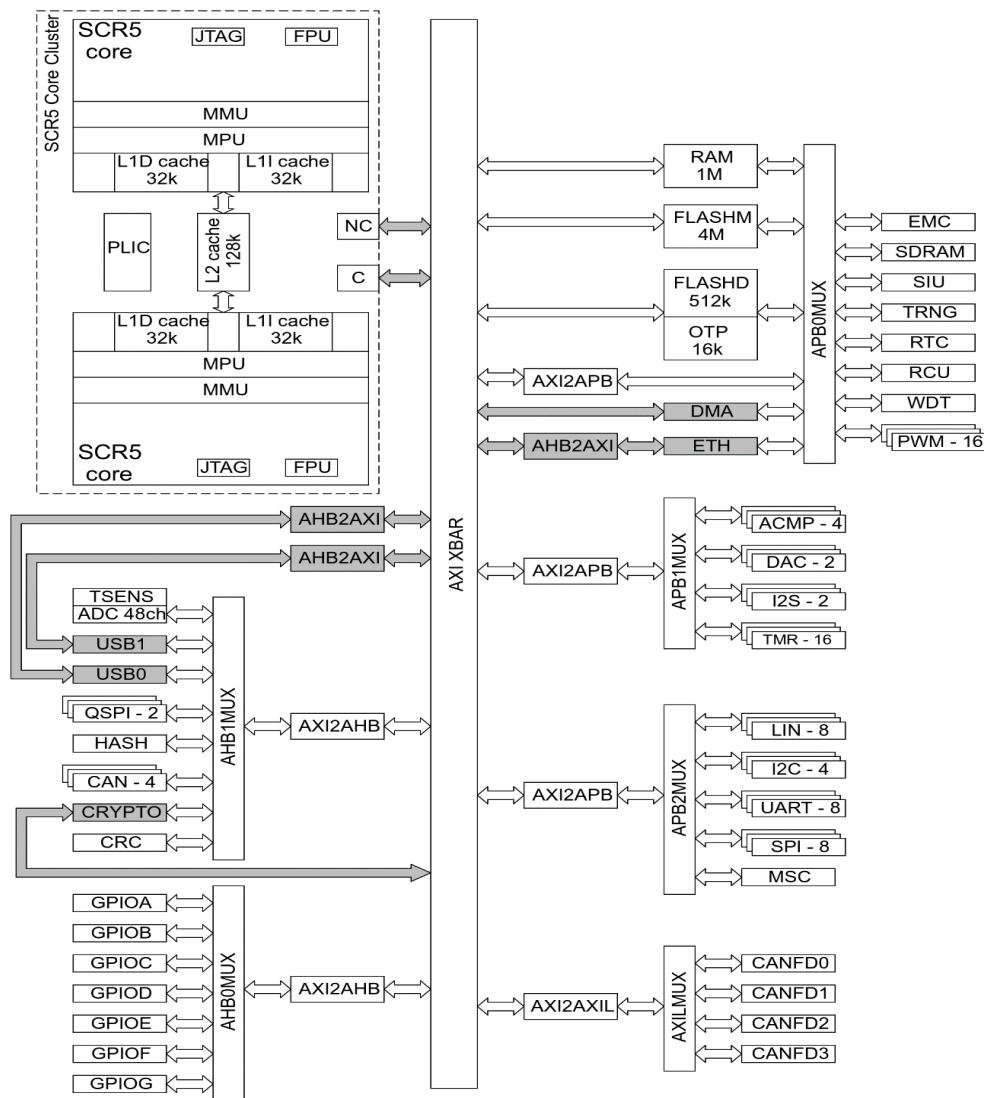 SCR5 Core Cluster
SCR5
core
JTAG
FPU
MMU
MPU
L1D cache
32k
L1I cache
32k
PLIC
L2 cache
128k
NC
C
L1D cache
32k
L1I cache
32k
MPU
MMU
SCR5
core
JTAG
FPU
AXI XBAR
RAM
1M
FLASHM
4M
FLASHD
512k
OTP
16k
AXI2APB
DMA
AHB2AXI
ETH
APB0MUX
EMC
SDRAM
SIU
TRNG
RTC
RCU
WDT
PWM - 16
AHB2AXI
AHB2AXI
TSENS
ADC 48ch
USB1
USB0
QSPI - 2
HASH
CAN - 4
CRYPTO
CRC
AHB1MUX
AXI2AHB
AXI2APB
APB1MUX
ACMP - 4
DAC - 2
I2S - 2
TMR - 16
AXI2APB
APB2MUX
LIN - 8
I2C - 4
UART - 8
SPI - 8
MSC
GPIOA
GPIOB
GPIOC
GPIOD
GPIOE
GPIOF
GPIOG
AHB0MUX
AXI2AHB
AXI2AXIL
AXILMUX
CANFD0
CANFD1
CANFD2
CANFD3